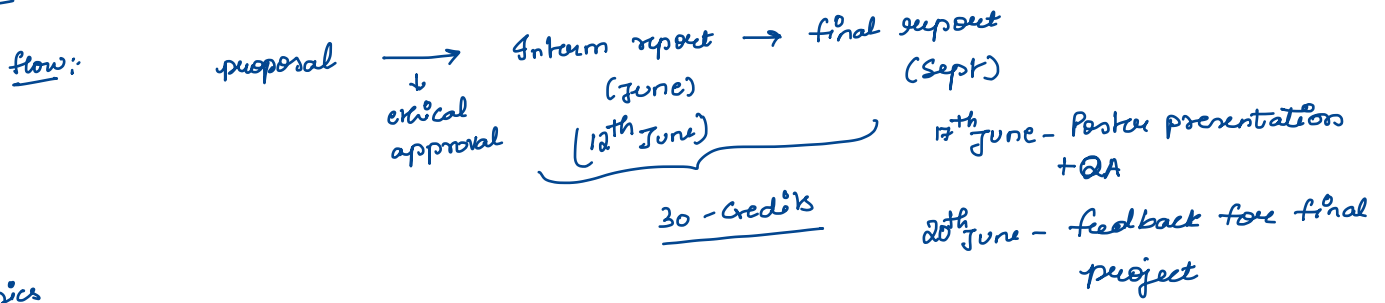 flow:- proposal → Interm report → final report
↓ (June) (Sept)
ethical
approval (12th June) 17th June - Poster presentation
+ QA
30 - Credits
20th June - feedback for final
project